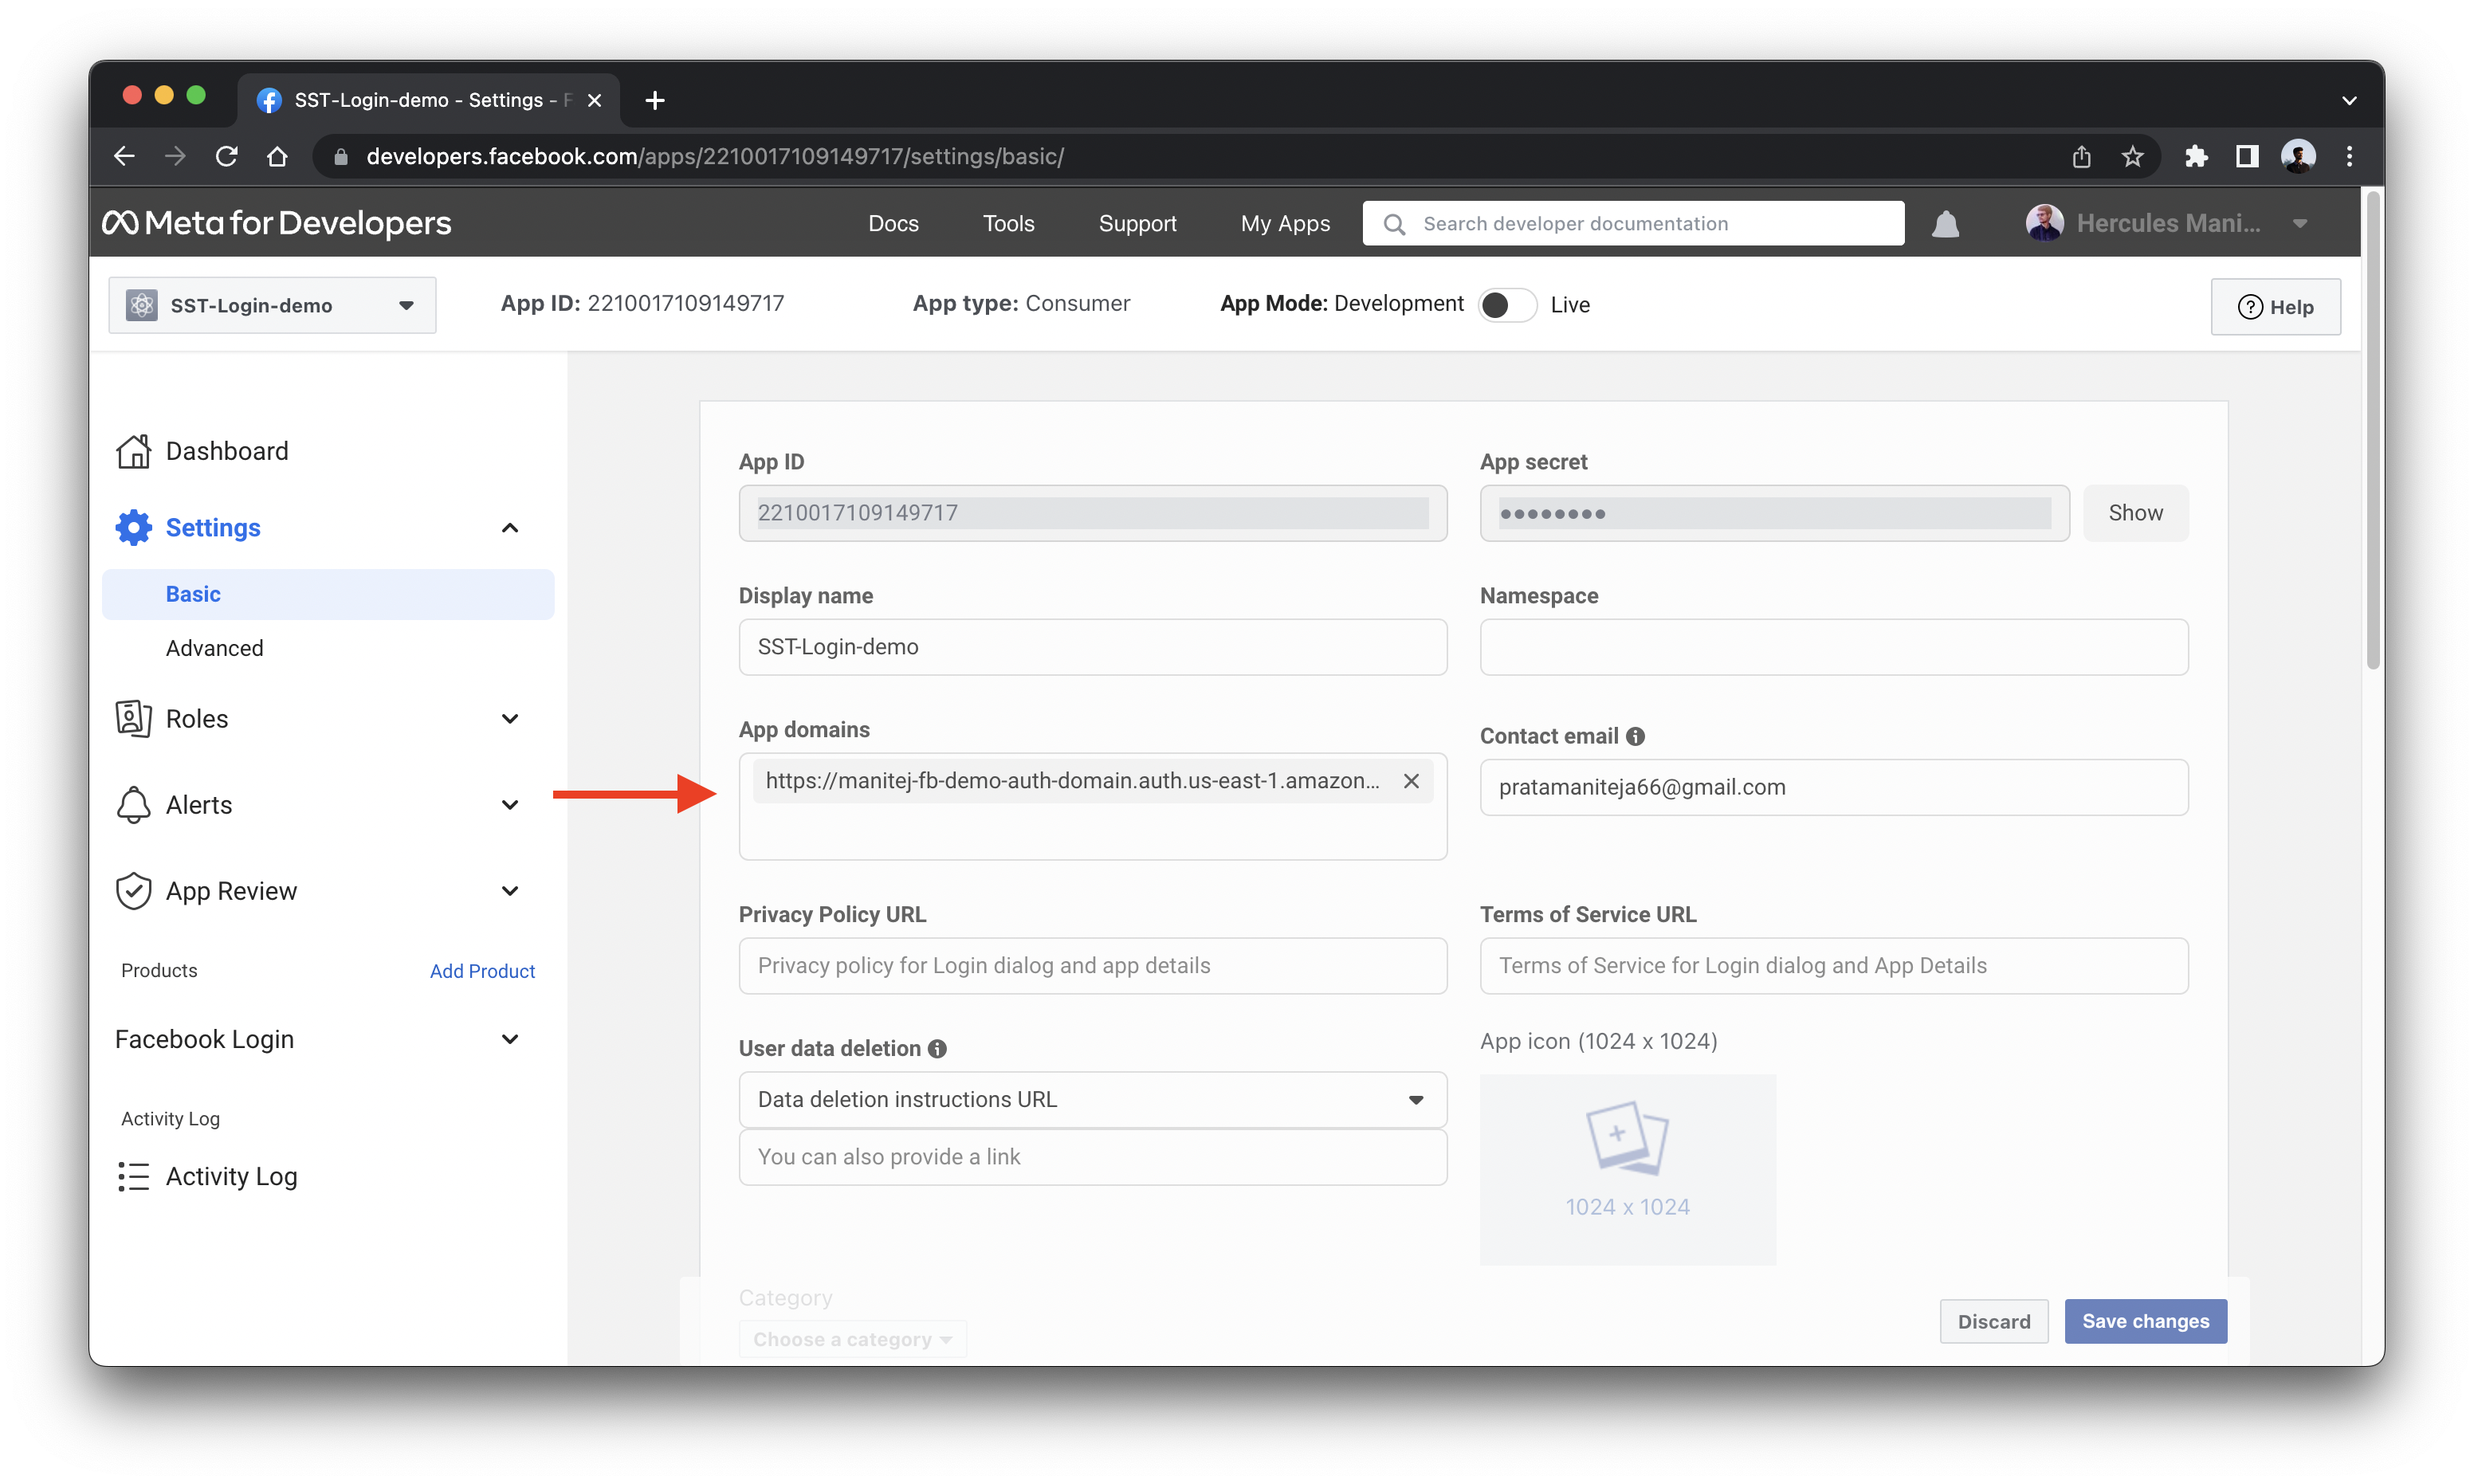 SST-Login-demo - Settings - F
developers.facebook.com/apps/2210017109149717/settings/basic/
Meta for Developers
Docs
Tools
Support
My Apps
Search developer documentation
Hercules Mani...
SST-Login-demo
App ID: 2210017109149717
App type: Consumer
App Mode: Development
Live
Help
Dashboard
Settings
Basic
Advanced
Roles
Alerts
App Review
Products
Add Product
Facebook Login
Activity Log
Activity Log
App ID
2210017109149717
App secret
••••••••
Show
Display name
SST-Login-demo
Namespace
App domains
https://manitej-fb-demo-auth-domain.auth.us-east-1.amazon...
Contact email
pratamaniteja66@gmail.com
Privacy Policy URL
Privacy policy for Login dialog and app details
Terms of Service URL
Terms of Service for Login dialog and App Details
User data deletion
Data deletion instructions URL
You can also provide a link
App icon (1024 x 1024)
1024 x 1024
Category
Choose a category
Discard
Save changes